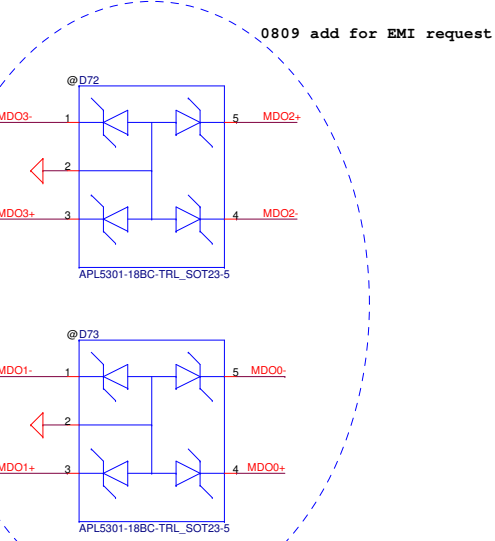 0809 add for EMI request
@D72
MDO3- 1 5 MDO2+
2
MDO3+ 3 4 MDO2-
APL5301-18BC-TRL_SOT23-5
@D73
MDO1- 1 5 MDO0-
2
MDO1+ 3 4 MDO0+
APL5301-18BC-TRL_SOT23-5